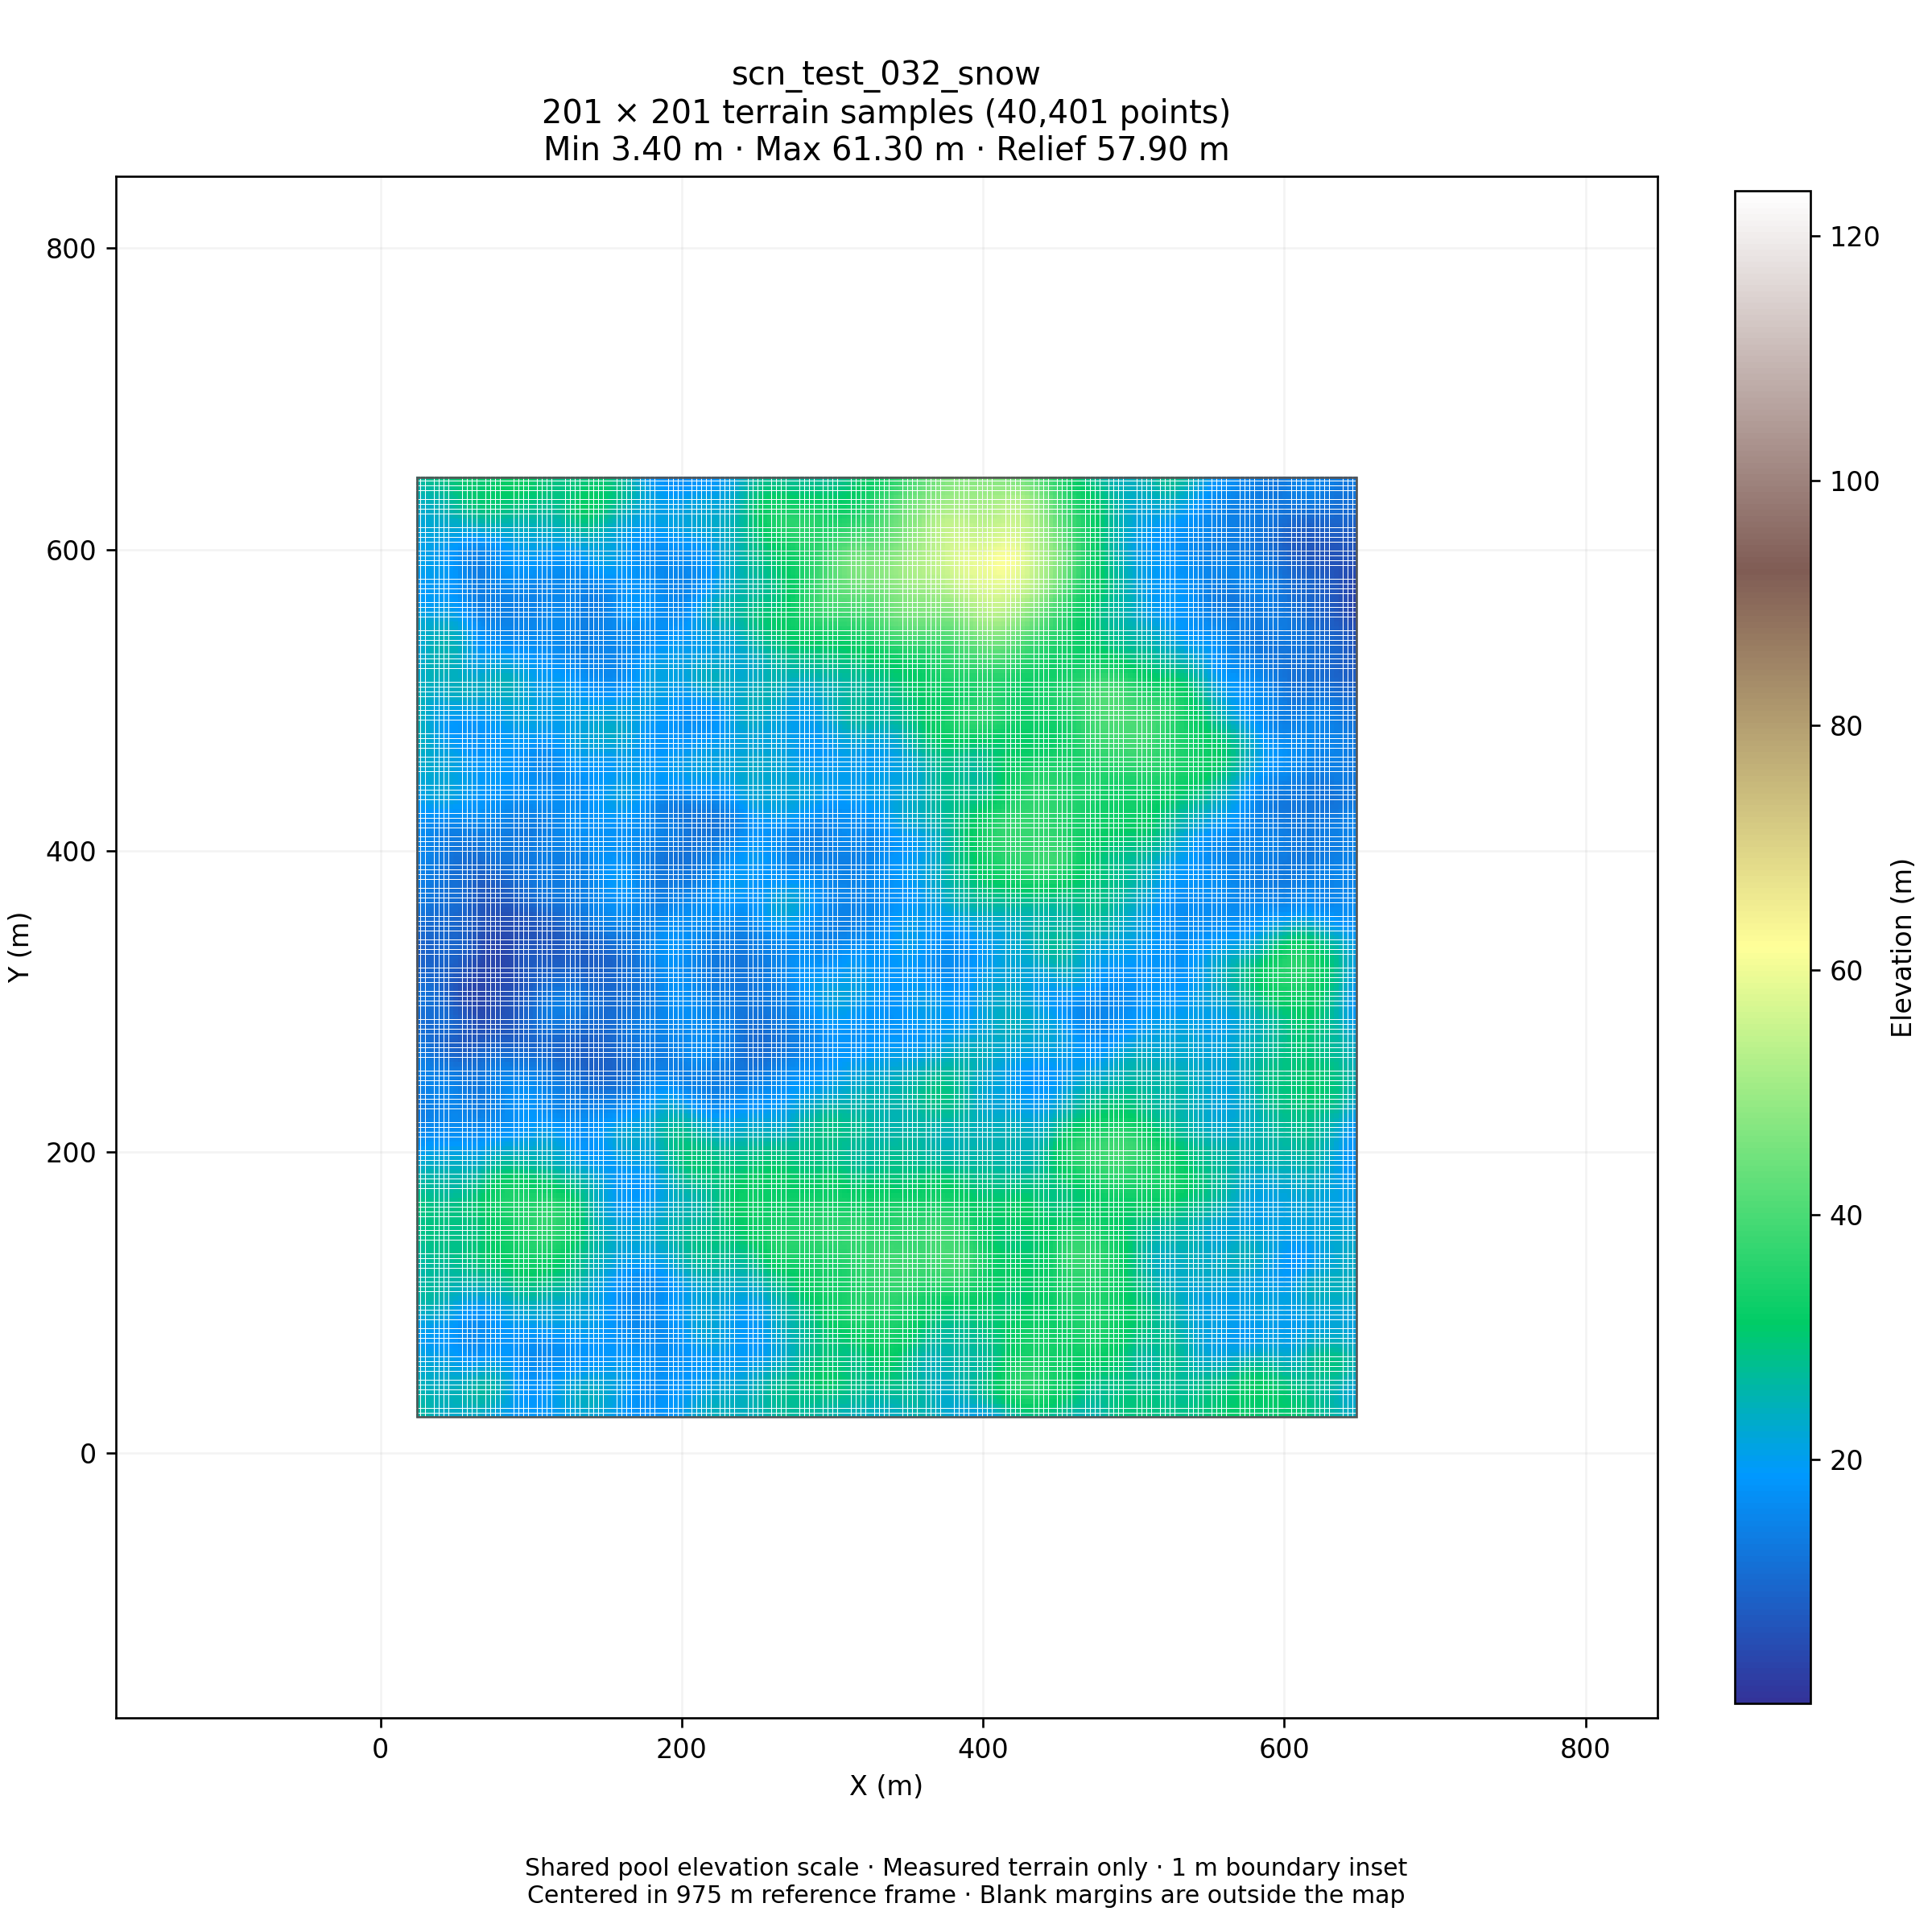 scn_test_032_snow
201 × 201 terrain samples (40,401 points)
Min 3.40 m · Max 61.30 m · Relief 57.90 m
800
600
400
200
0
Y (m)
0 200 400 600 800
X (m)
120
100
80
60
40
20
Elevation (m)
Shared pool elevation scale · Measured terrain only · 1 m boundary inset
Centered in 975 m reference frame · Blank margins are outside the map